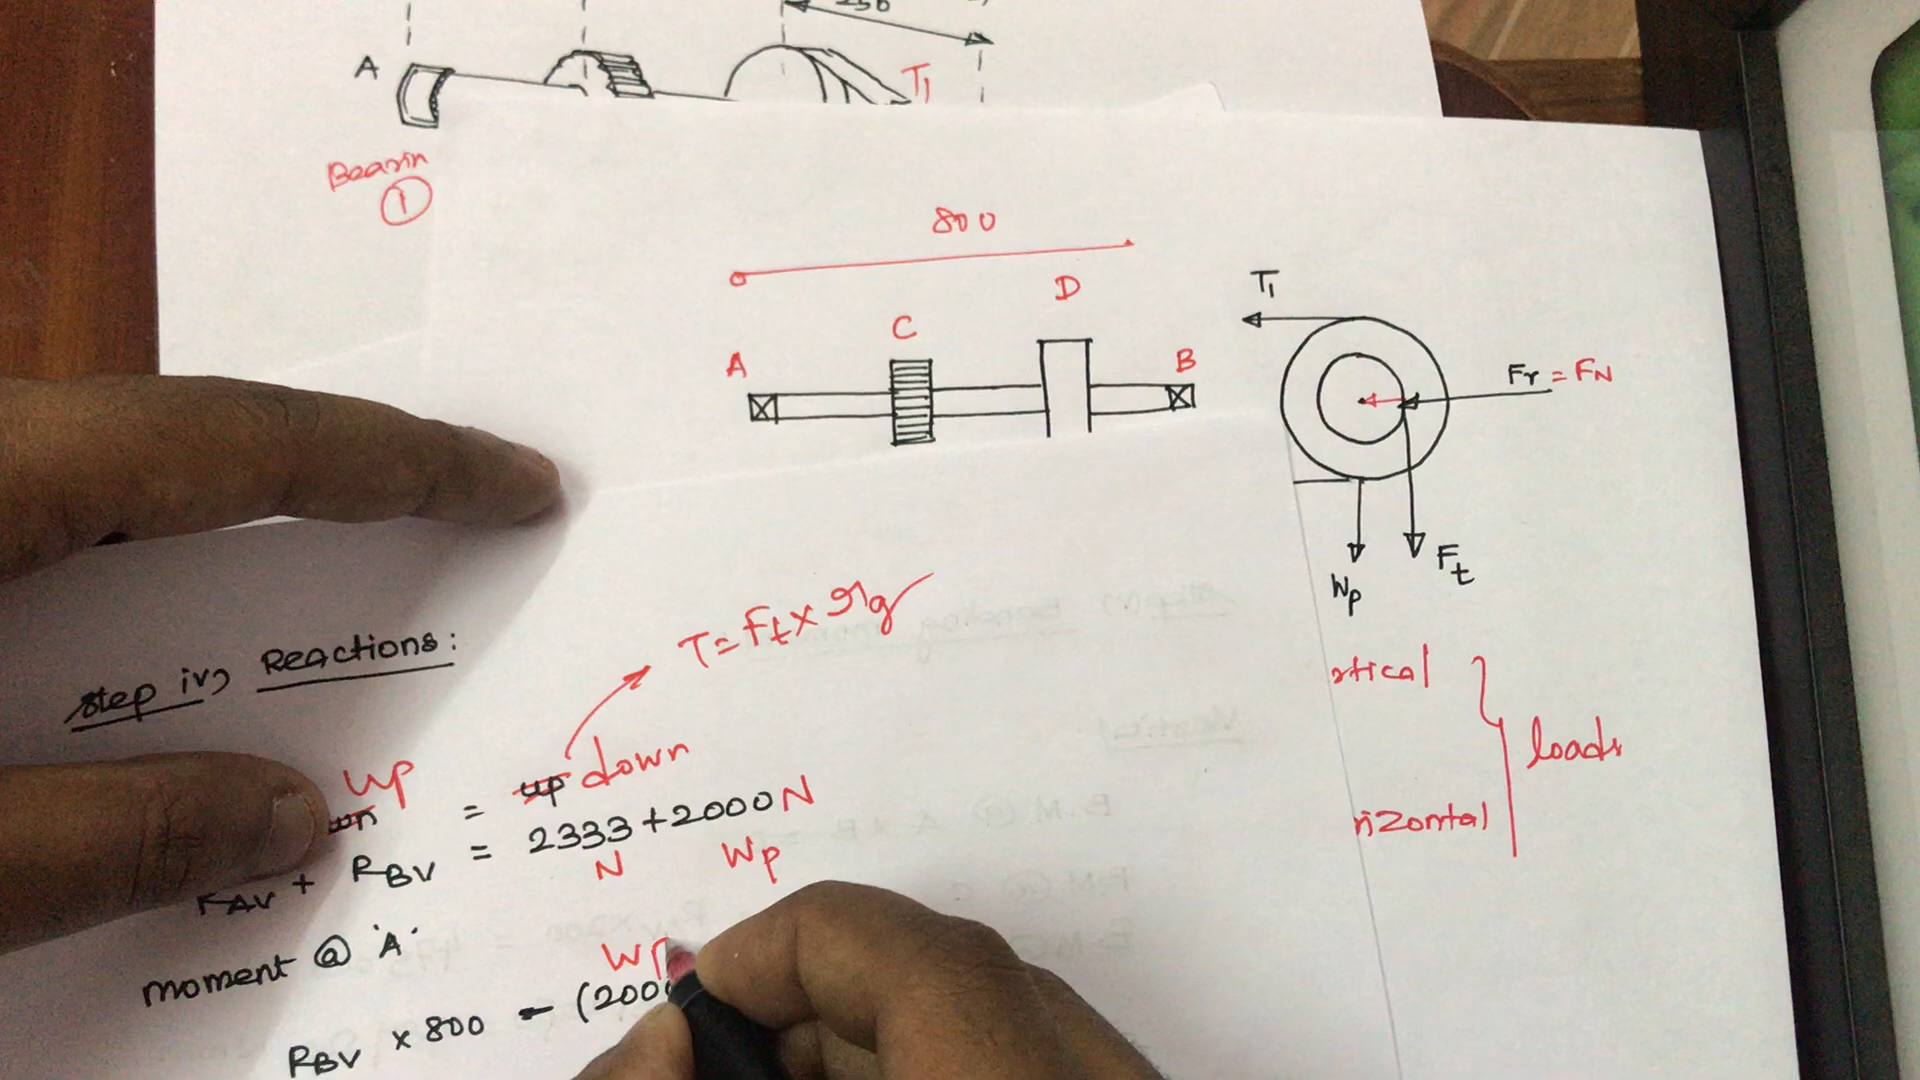 A
T1
Bearin
1
800
A
C
D
B
T1
Fr = FN
Wp
Ft
T = Ft × rg
Step iv) Reactions:
up = up down
RAV + RBV = 2333 + 2000 N
N Wp
moment @ 'A'
Wp
RBV × 800 - (200
rtical
loads
rizontal